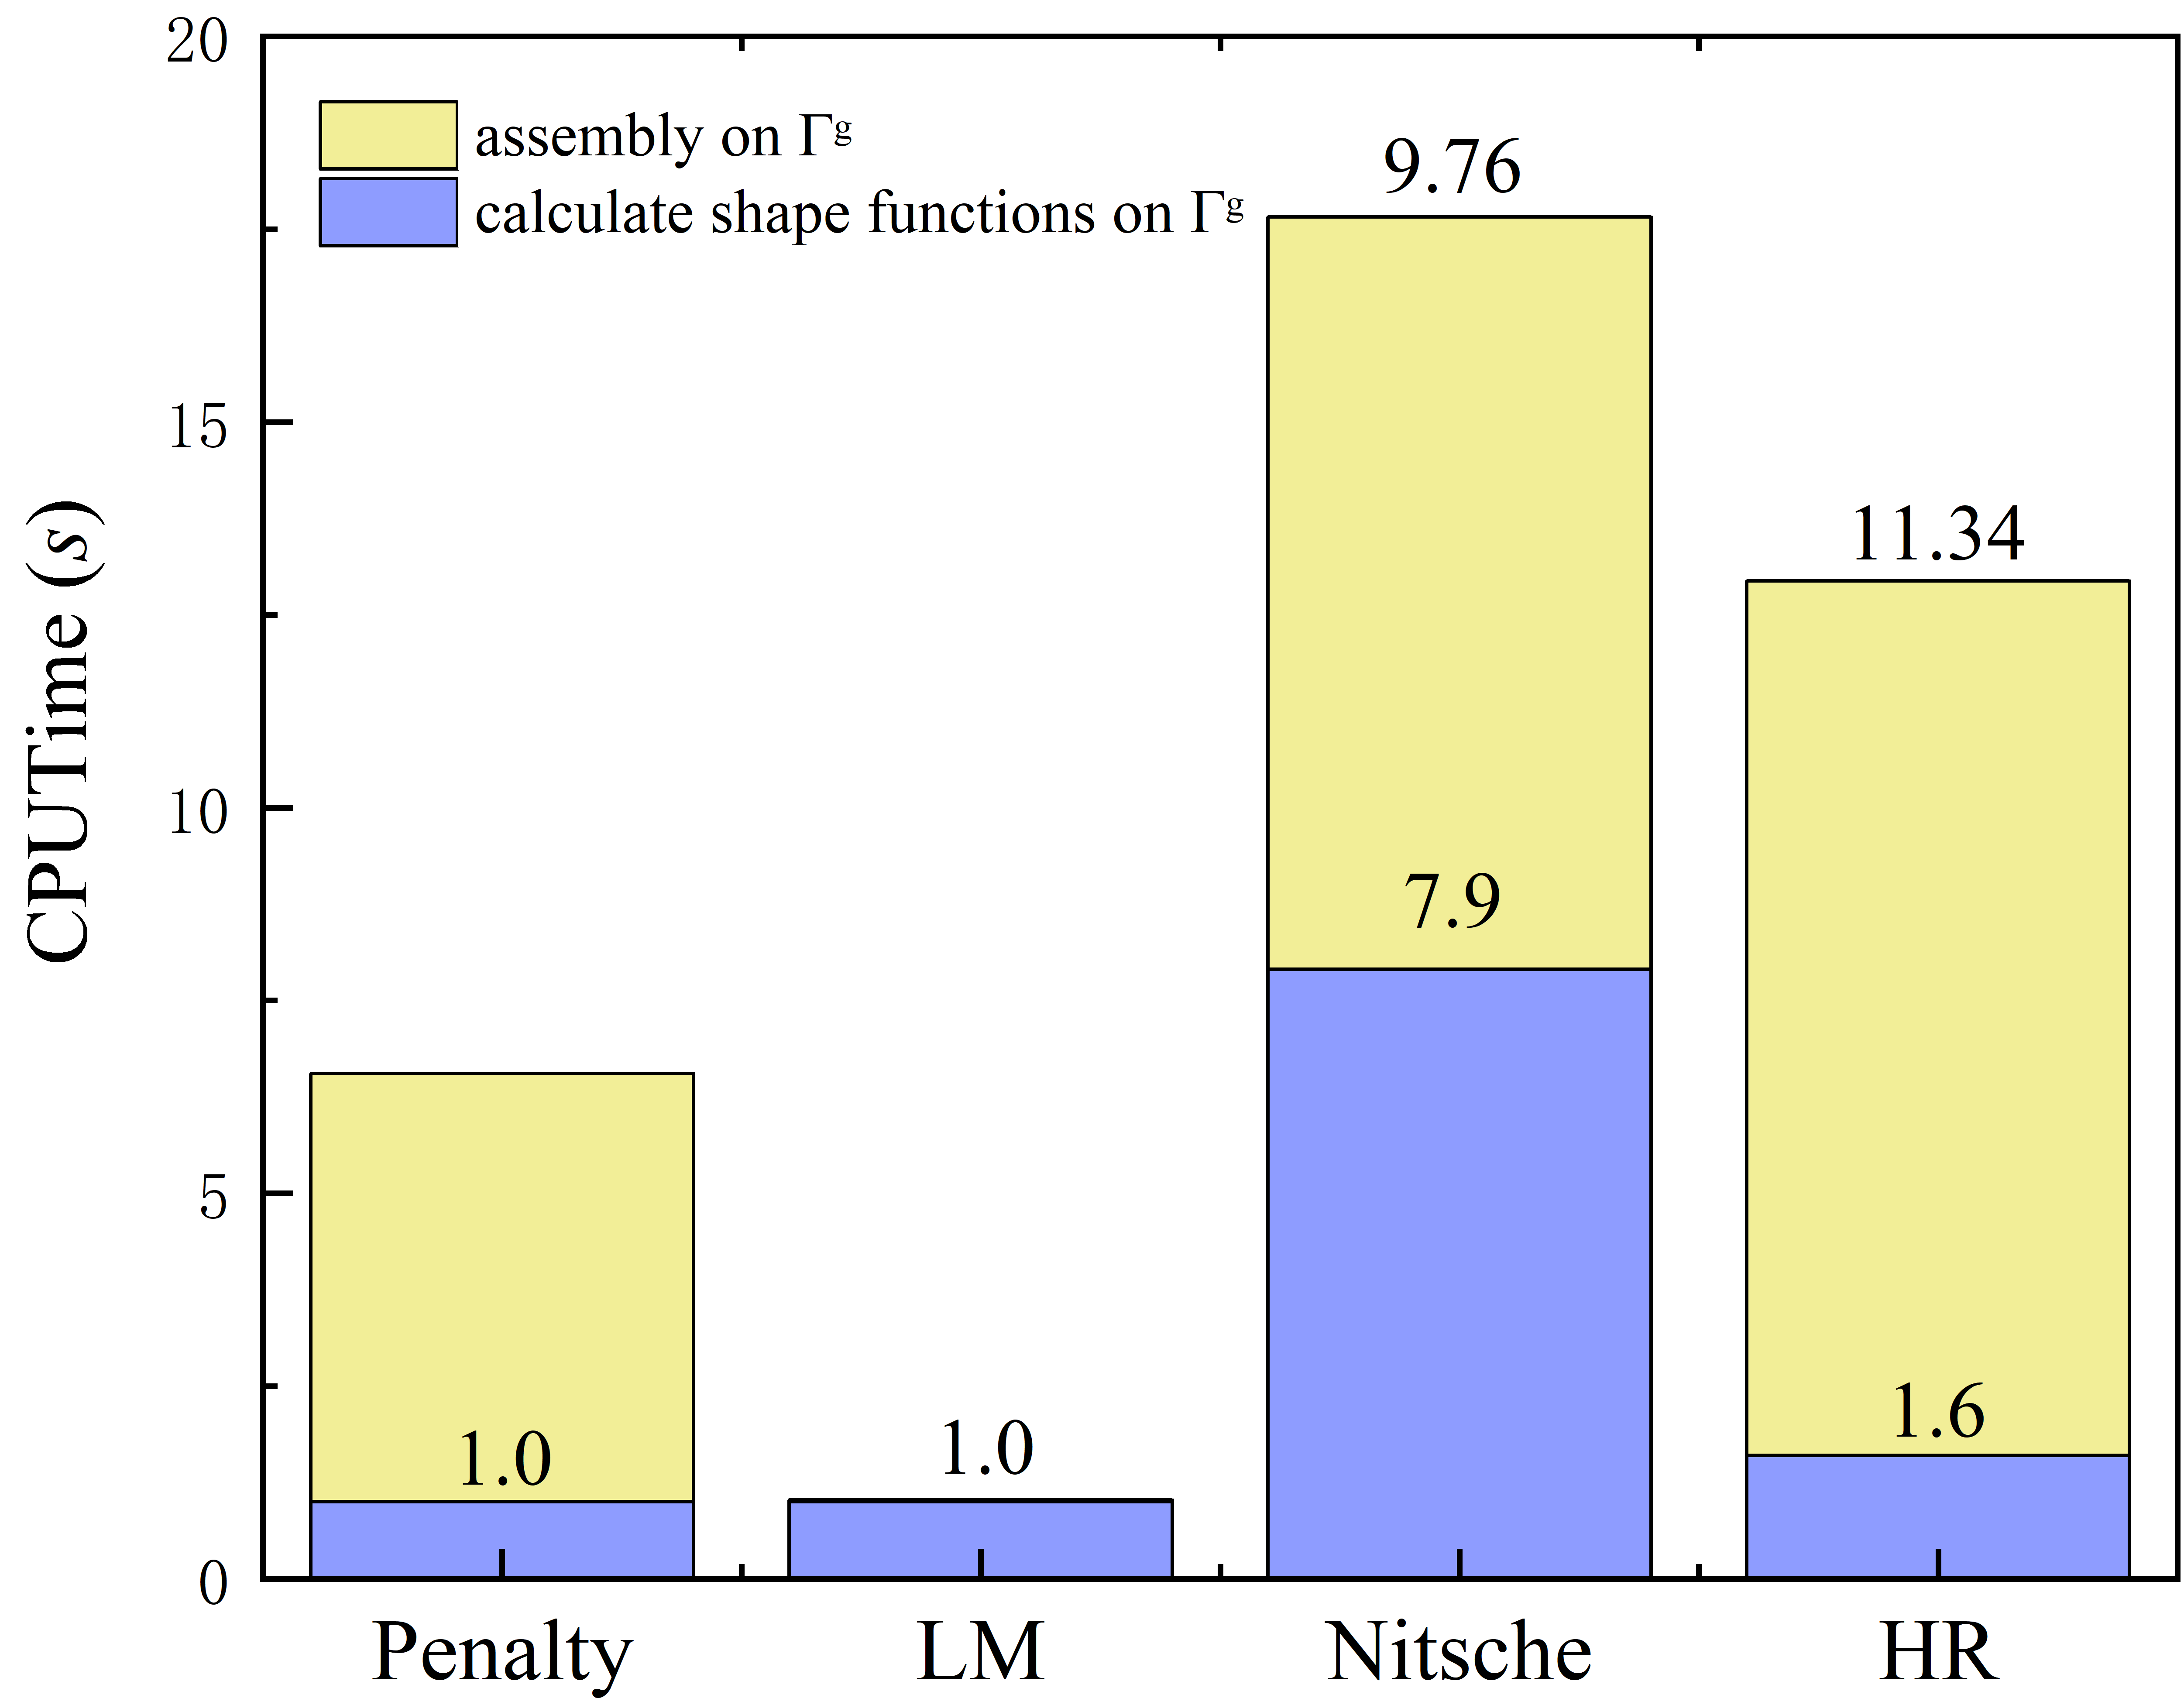 20
15
10
5
0
CPUTime (s)
assembly on Γᵍ
calculate shape functions on Γᵍ
9.76
11.34
7.9
1.0
1.0
1.6
Penalty LM Nitsche HR